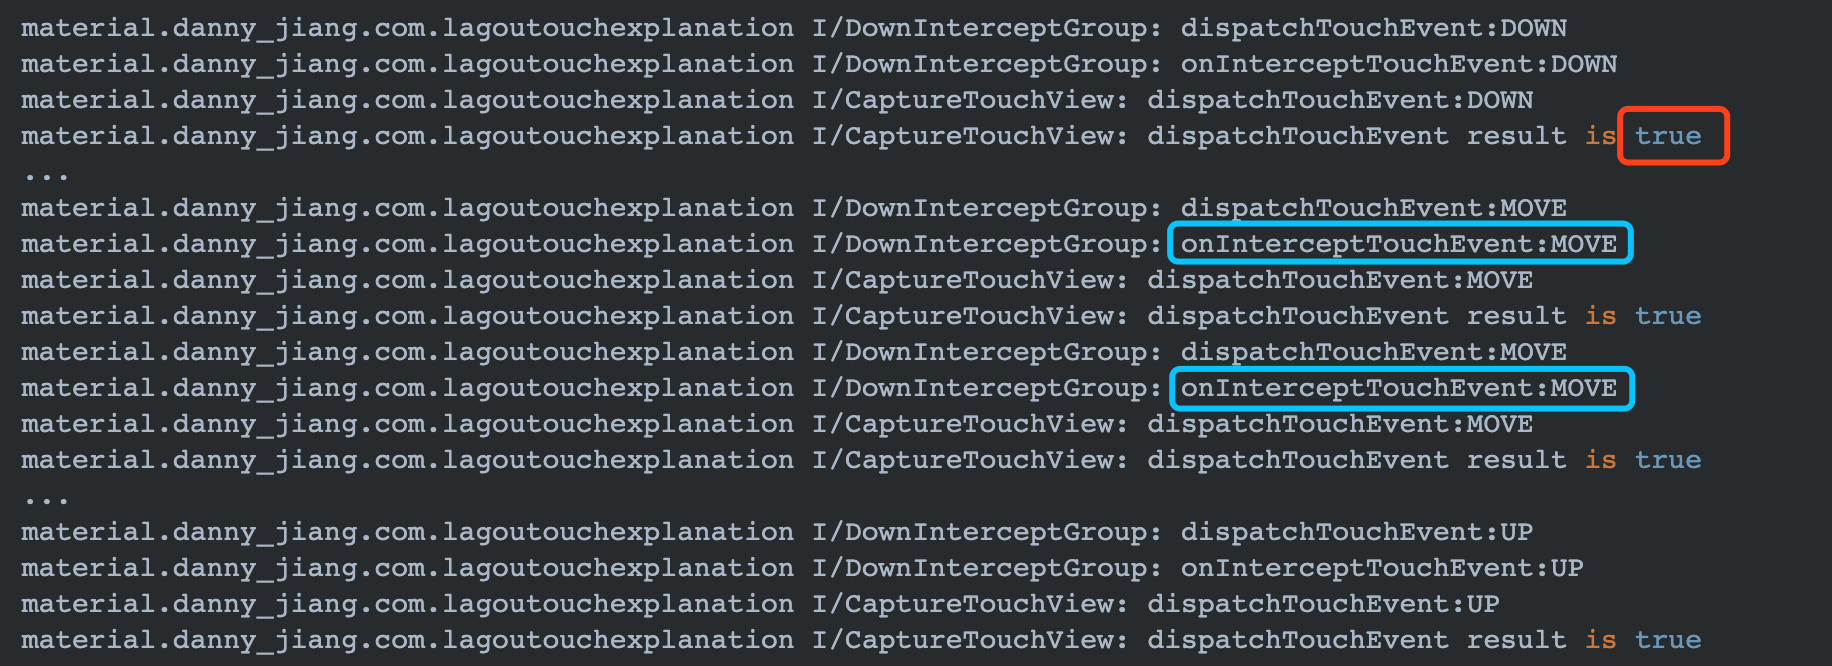 material.danny_jiang.com.lagoutouchexplanation I/DownInterceptGroup: dispatchTouchEvent:DOWN
material.danny_jiang.com.lagoutouchexplanation I/DownInterceptGroup: onInterceptTouchEvent:DOWN
material.danny_jiang.com.lagoutouchexplanation I/CaptureTouchView: dispatchTouchEvent:DOWN
material.danny_jiang.com.lagoutouchexplanation I/CaptureTouchView: dispatchTouchEvent result is true
...
material.danny_jiang.com.lagoutouchexplanation I/DownInterceptGroup: dispatchTouchEvent:MOVE
material.danny_jiang.com.lagoutouchexplanation I/DownInterceptGroup: onInterceptTouchEvent:MOVE
material.danny_jiang.com.lagoutouchexplanation I/CaptureTouchView: dispatchTouchEvent:MOVE
material.danny_jiang.com.lagoutouchexplanation I/CaptureTouchView: dispatchTouchEvent result is true
material.danny_jiang.com.lagoutouchexplanation I/DownInterceptGroup: dispatchTouchEvent:MOVE
material.danny_jiang.com.lagoutouchexplanation I/DownInterceptGroup: onInterceptTouchEvent:MOVE
material.danny_jiang.com.lagoutouchexplanation I/CaptureTouchView: dispatchTouchEvent:MOVE
material.danny_jiang.com.lagoutouchexplanation I/CaptureTouchView: dispatchTouchEvent result is true
...
material.danny_jiang.com.lagoutouchexplanation I/DownInterceptGroup: dispatchTouchEvent:UP
material.danny_jiang.com.lagoutouchexplanation I/DownInterceptGroup: onInterceptTouchEvent:UP
material.danny_jiang.com.lagoutouchexplanation I/CaptureTouchView: dispatchTouchEvent:UP
material.danny_jiang.com.lagoutouchexplanation I/CaptureTouchView: dispatchTouchEvent result is true